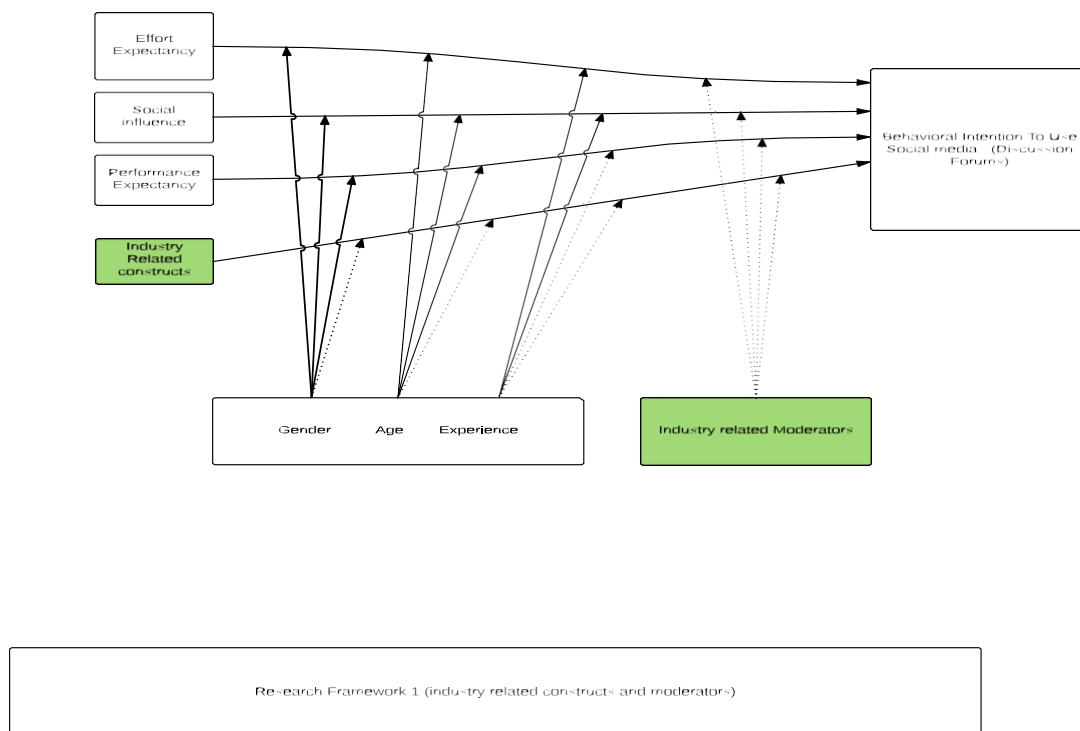 Effort
Expectancy
Social
influence
Performance
Expectancy
Industry
Related
constructs
Behavioral Intention To Use
Social media (Discussion
Forums)
Gender Age Experience
Industry related Moderators
Research Framework 1 (industry related constructs and moderators)